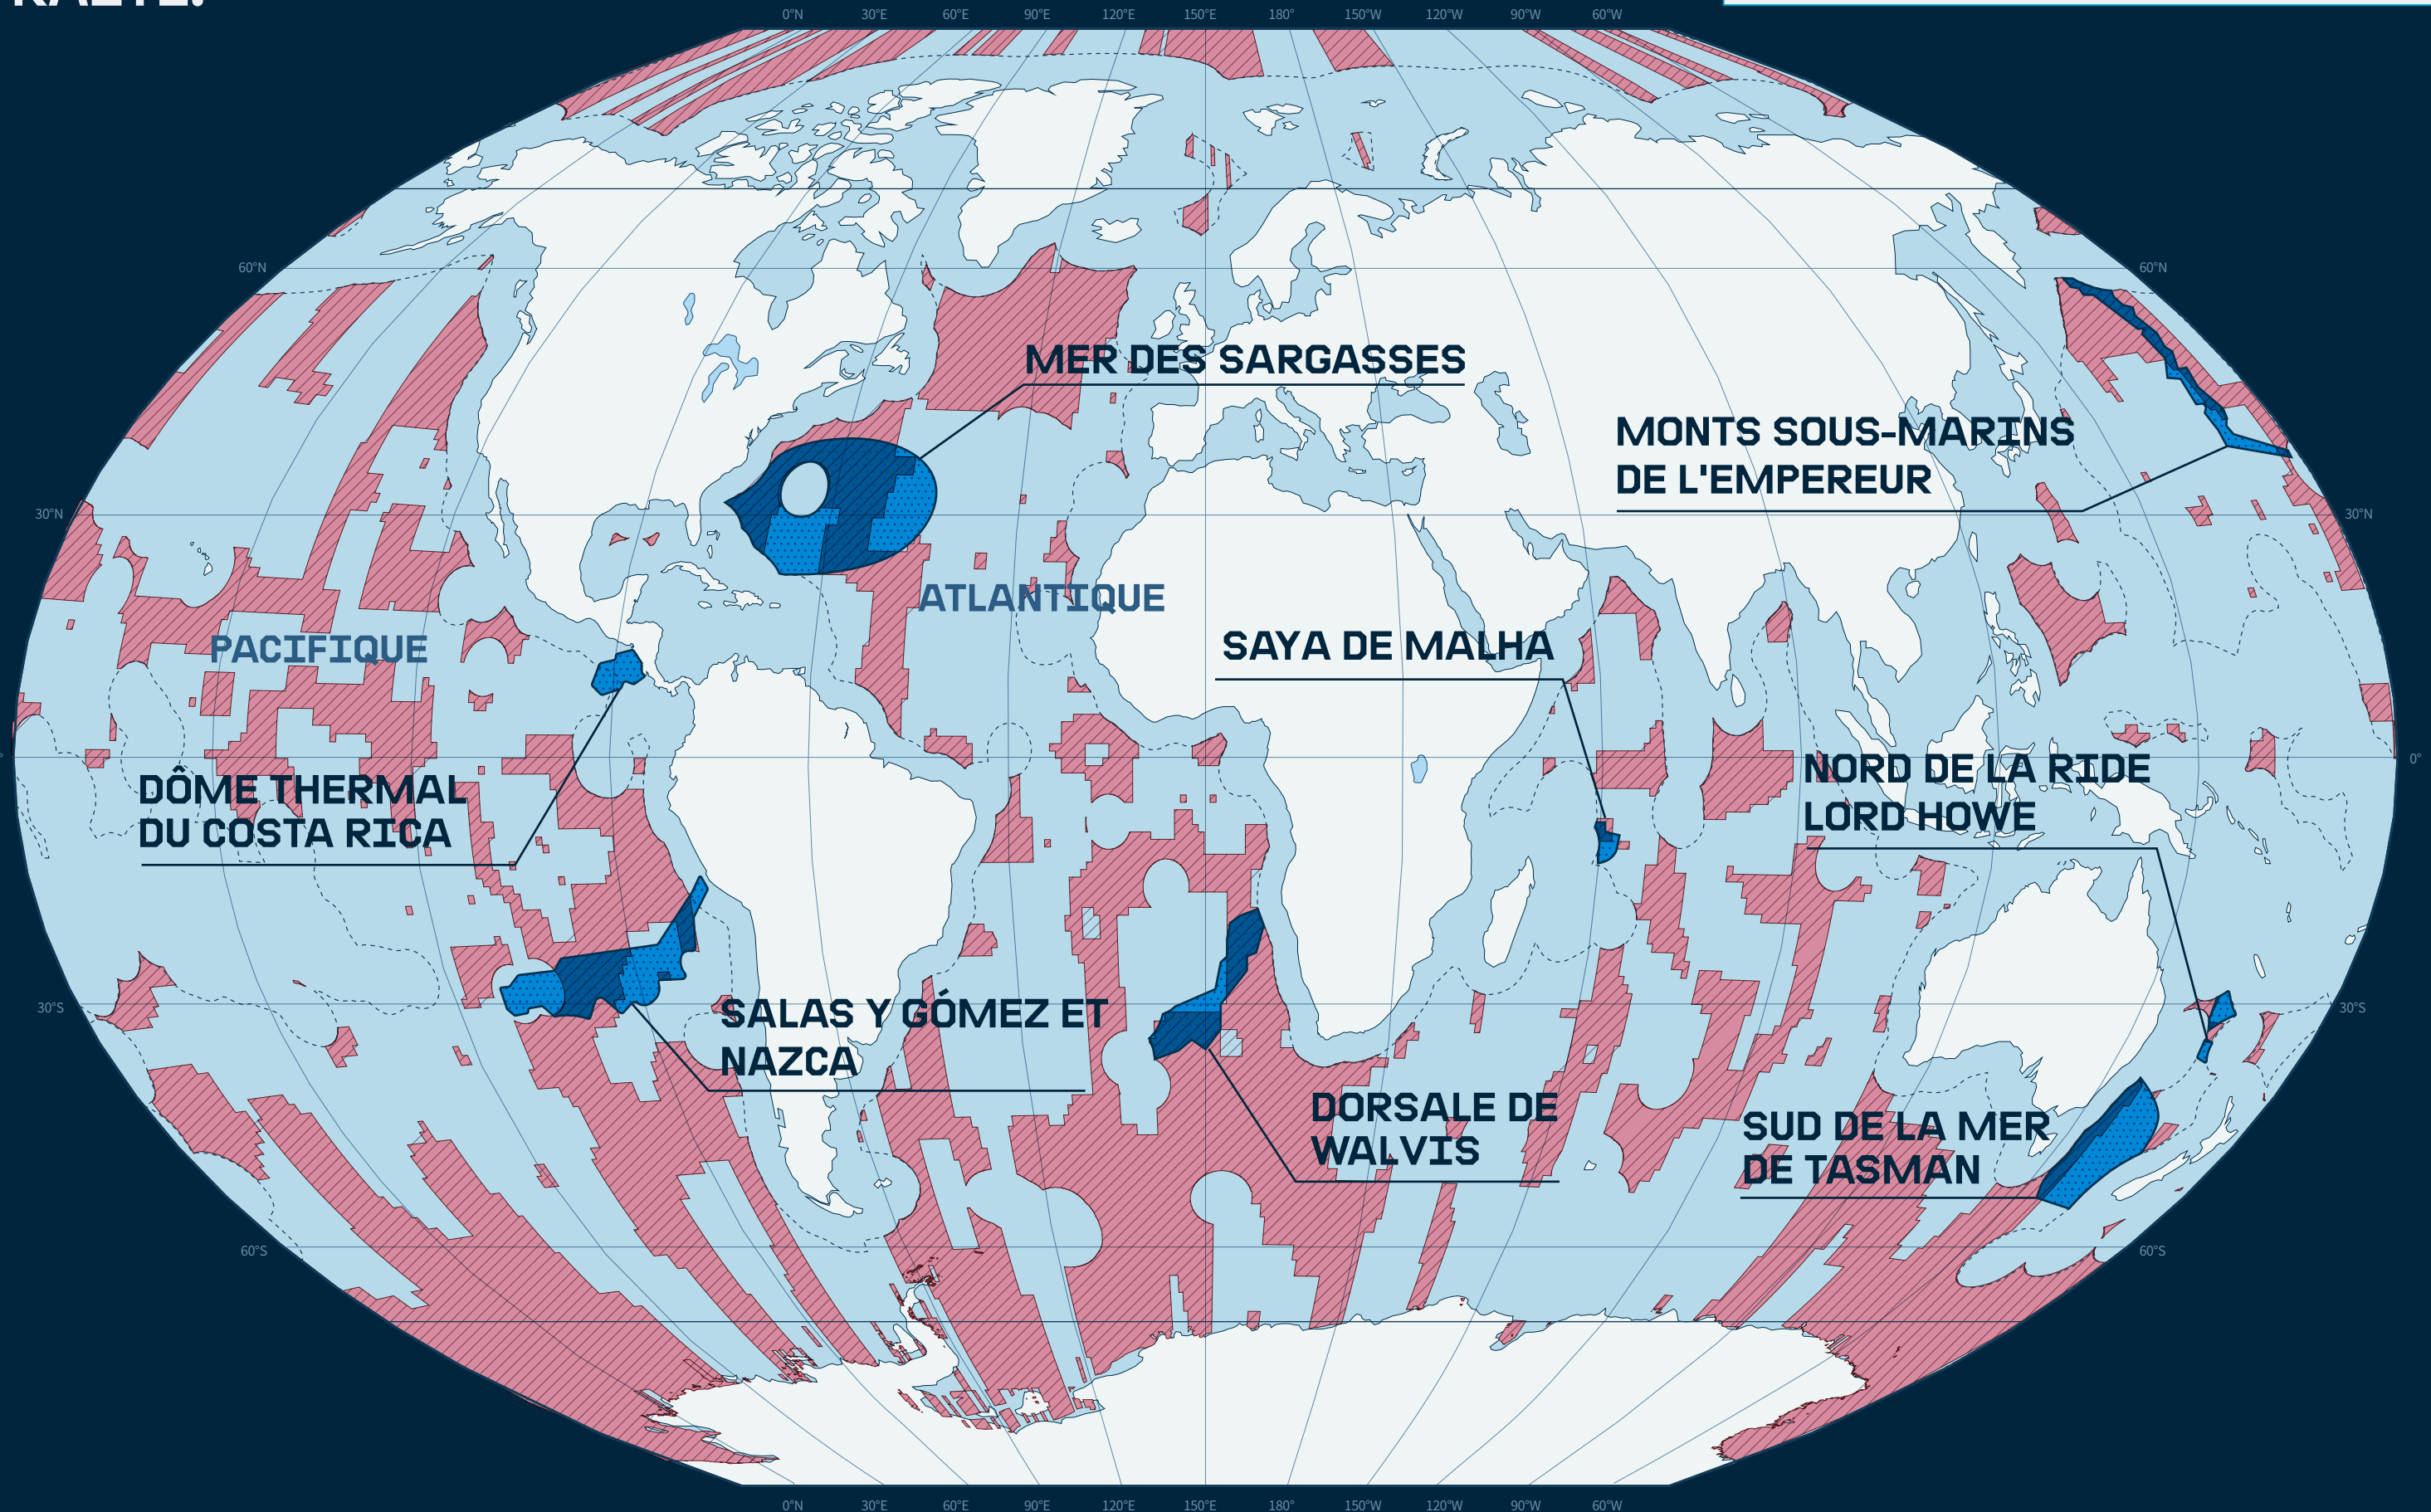 0°N 30°E 60°E 90°E 120°E 150°E 180° 150°W 120°W 90°W 60°W
60°N 60°N
MER DES SARGASSES
MONTS SOUS-MARINS
DE L'EMPEREUR
30°N 30°N
ATLANTIQUE
PACIFIQUE
SAYA DE MALHA
0°
DÔME THERMAL
DU COSTA RICA
NORD DE LA RIDE
LORD HOWE
30°S 30°S
SALAS Y GÓMEZ ET
NAZCA
DORSALE DE
WALVIS
SUD DE LA MER
DE TASMAN
60°S 60°S
0°N 30°E 60°E 90°E 120°E 150°E 180° 150°W 120°W 90°W 60°W